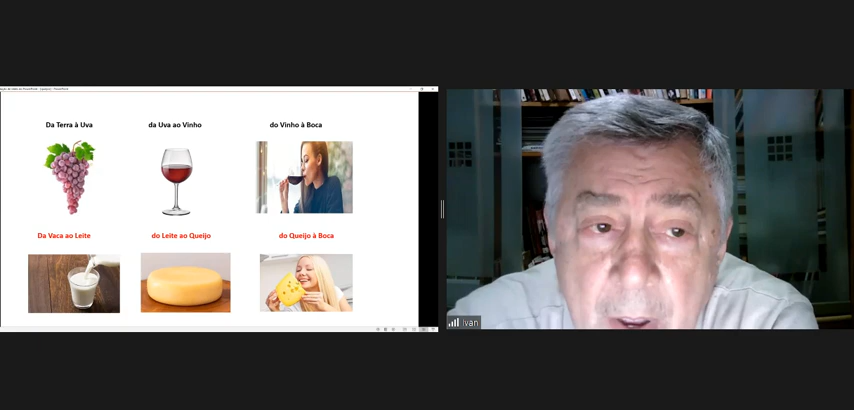 Da Terra à Uva
da Uva ao Vinho
do Vinho à Boca
Da Vaca ao Leite
do Leite ao Queijo
do Queijo à Boca
Ivan